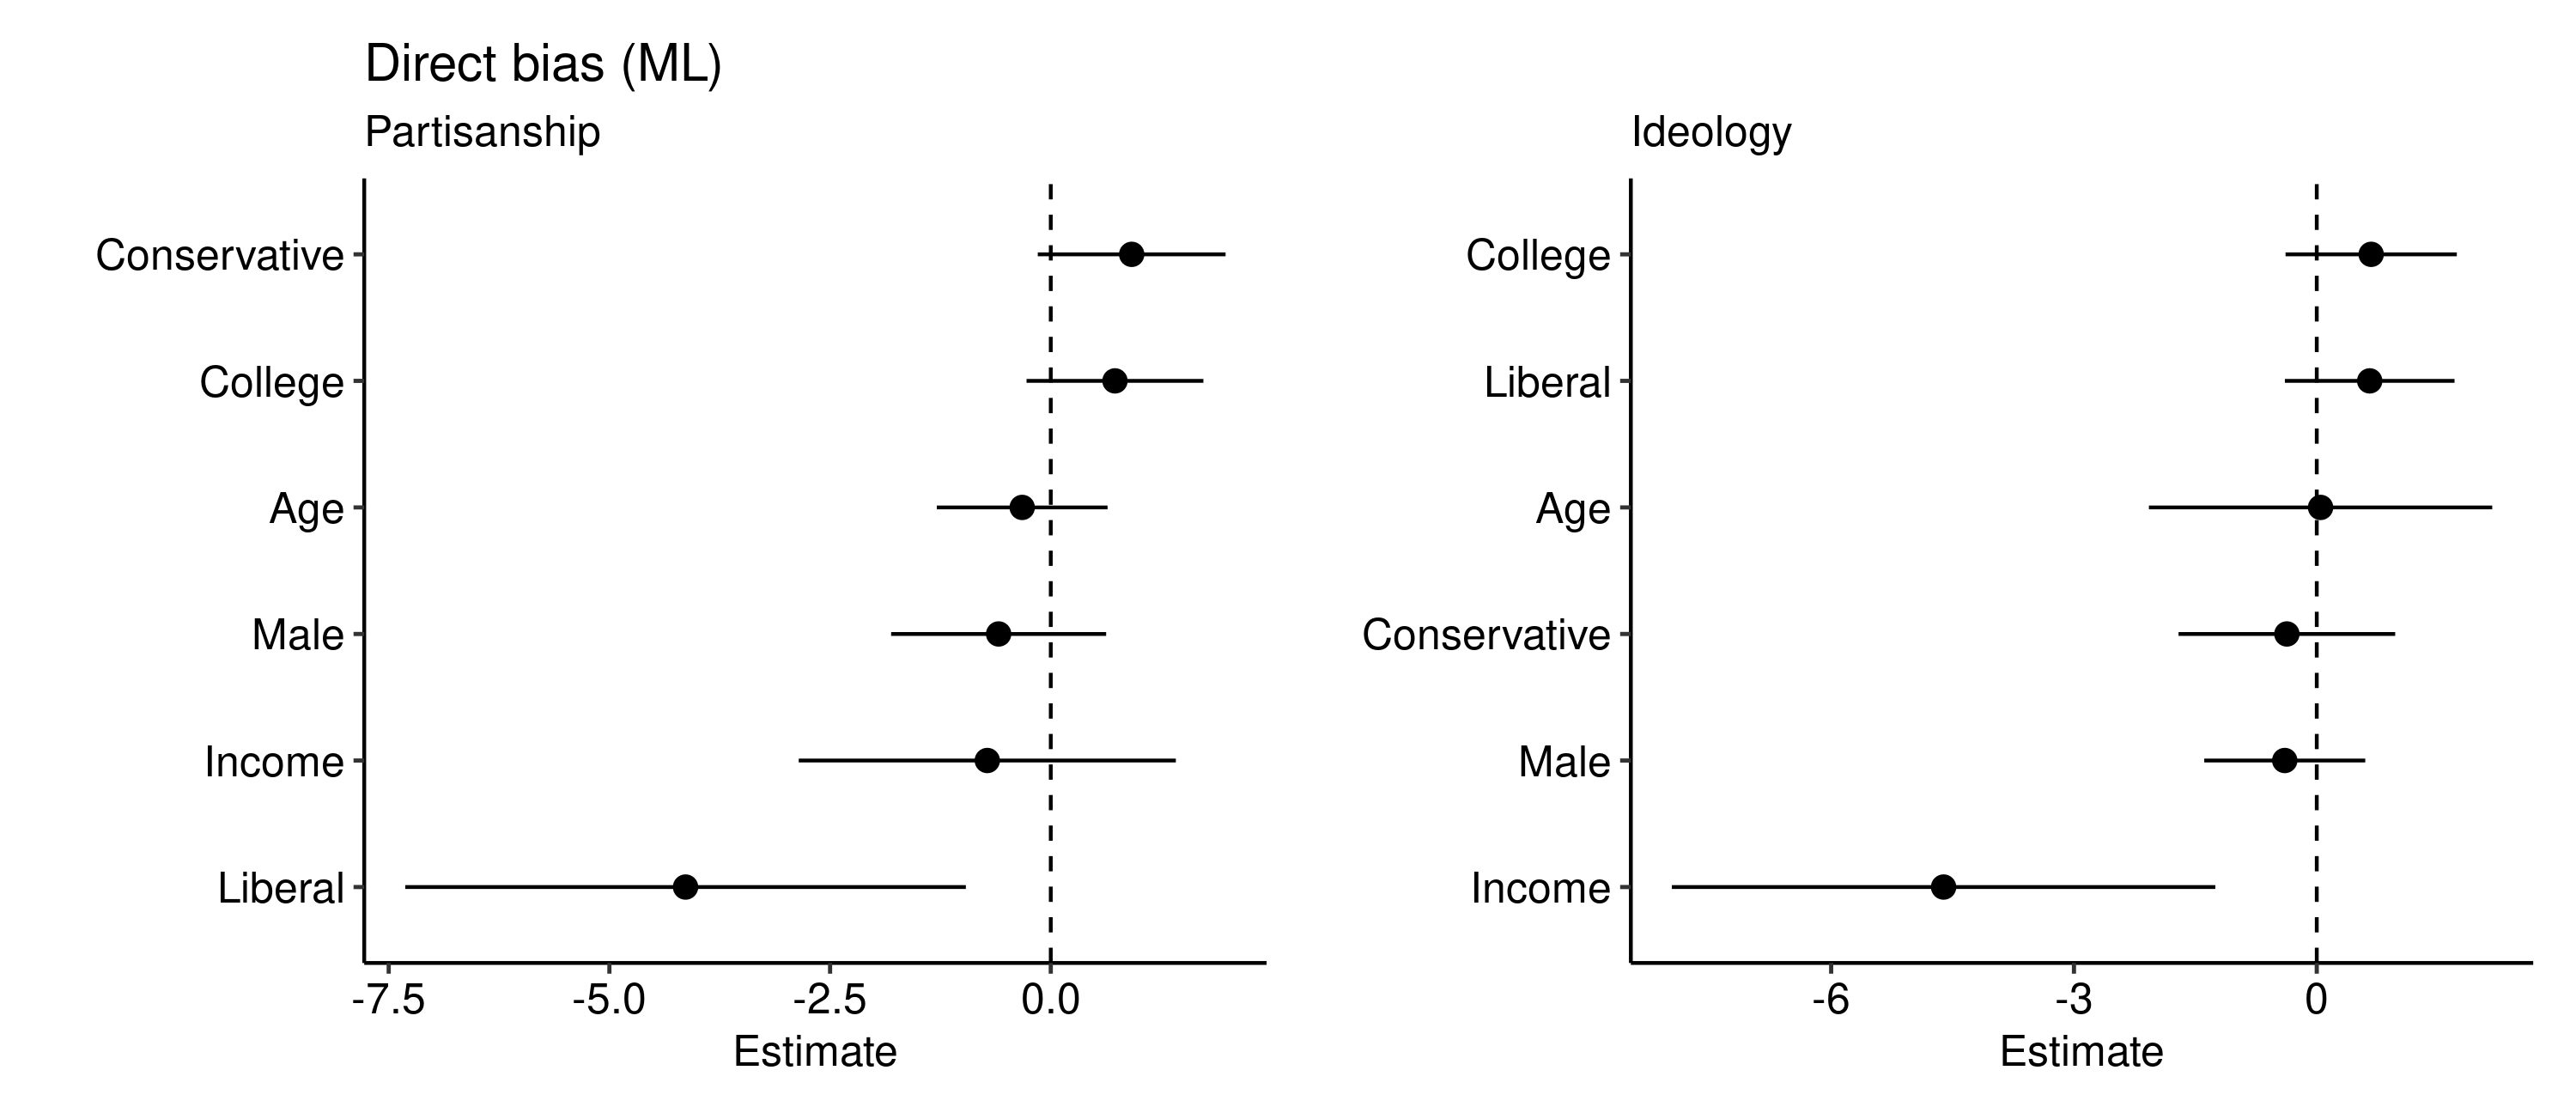 Direct bias (ML)
Partisanship
Conservative
College
Age
Male
Income
Liberal
-7.5 -5.0 -2.5 0.0
Estimate
Ideology
College
Liberal
Age
Conservative
Male
Income
-6 -3 0
Estimate